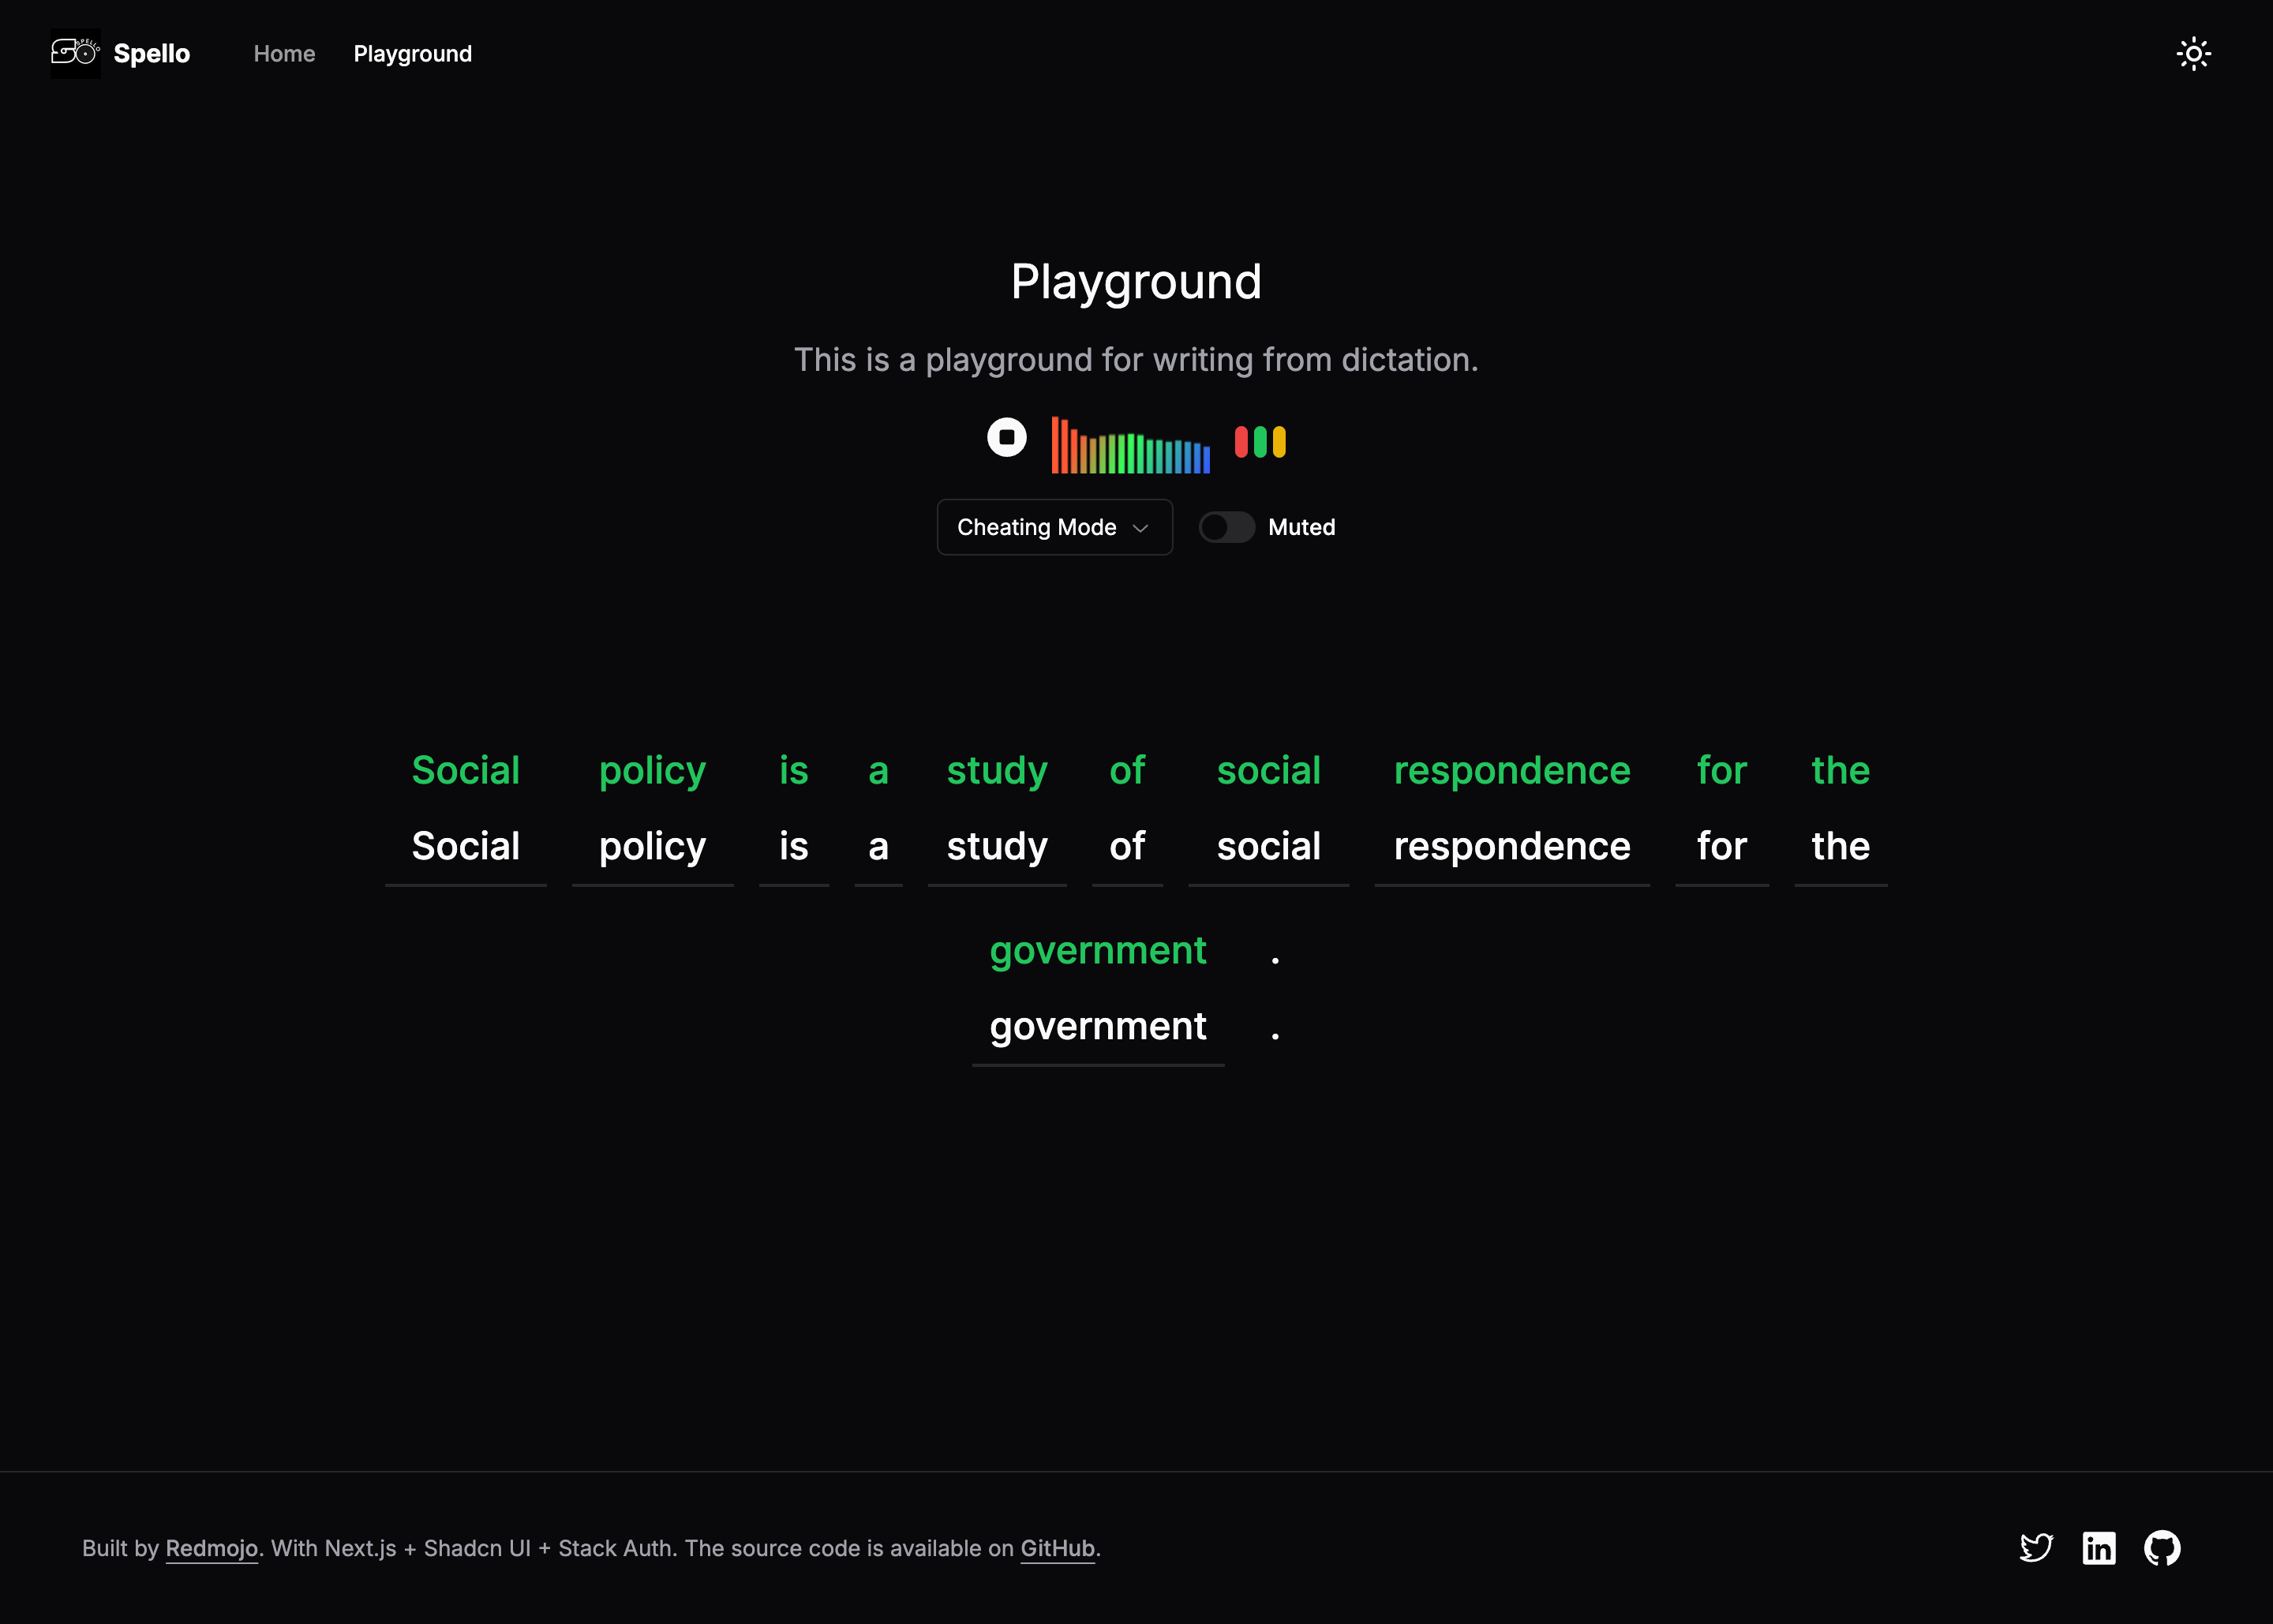 SPELLO Spello Home Playground
Playground
This is a playground for writing from dictation.
Cheating Mode Muted
Social policy is a study of social respondence for the
Social policy is a study of social respondence for the
government .
government .
Built by Redmojo. With Next.js + Shadcn UI + Stack Auth. The source code is available on GitHub.
in